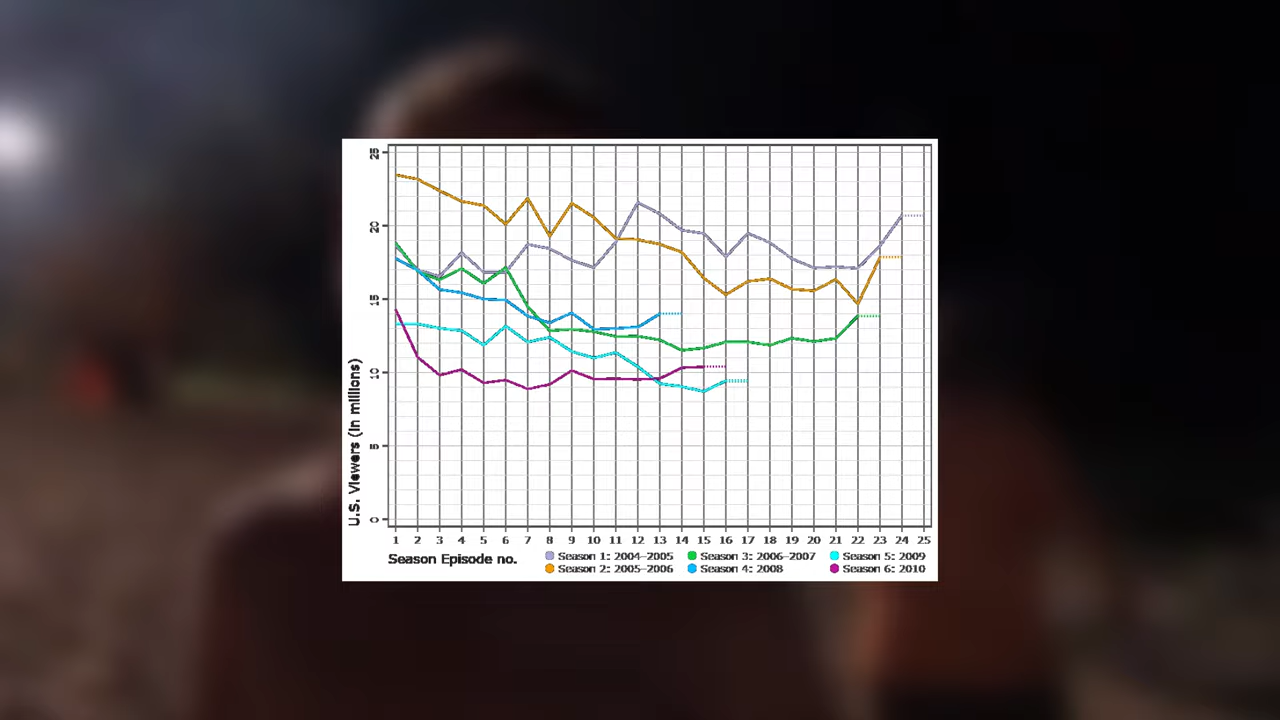 25
20
15
10
5
0
U.S. Viewers (in millions)
1 2 3 4 5 6 7 8 9 10 11 12 13 14 15 16 17 18 19 20 21 22 23 24 25
Season Episode no.
Season 1: 2004–2005 Season 3: 2006–2007 Season 5: 2009
Season 2: 2005–2006 Season 4: 2008 Season 6: 2010